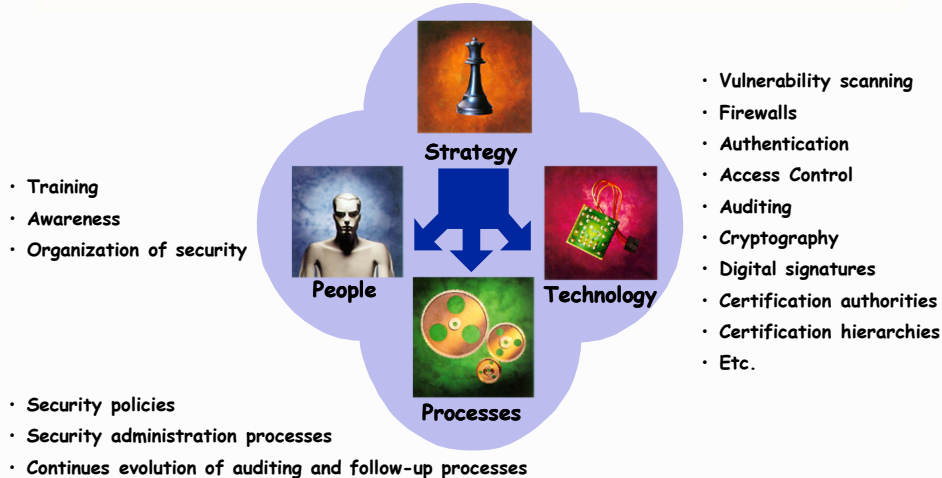 Strategy
People
Technology
Processes
• Training
• Awareness
• Organization of security
• Vulnerability scanning
• Firewalls
• Authentication
• Access Control
• Auditing
• Cryptography
• Digital signatures
• Certification authorities
• Certification hierarchies
• Etc.
• Security policies
• Security administration processes
• Continues evolution of auditing and follow-up processes